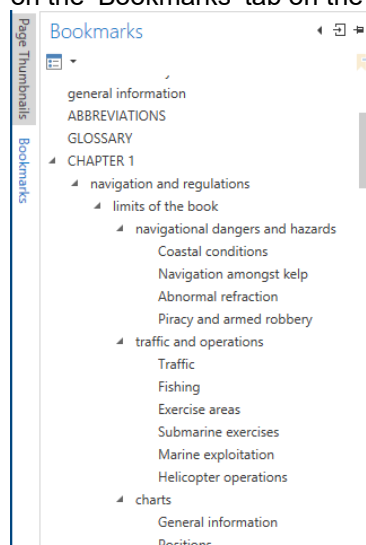 on the 'Bookmarks' tab on the
Page Thumbnails
Bookmarks
Bookmarks
general information
ABBREVIATIONS
GLOSSARY
CHAPTER 1
navigation and regulations
limits of the book
navigational dangers and hazards
Coastal conditions
Navigation amongst kelp
Abnormal refraction
Piracy and armed robbery
traffic and operations
Traffic
Fishing
Exercise areas
Submarine exercises
Marine exploitation
Helicopter operations
charts
General information
Positions